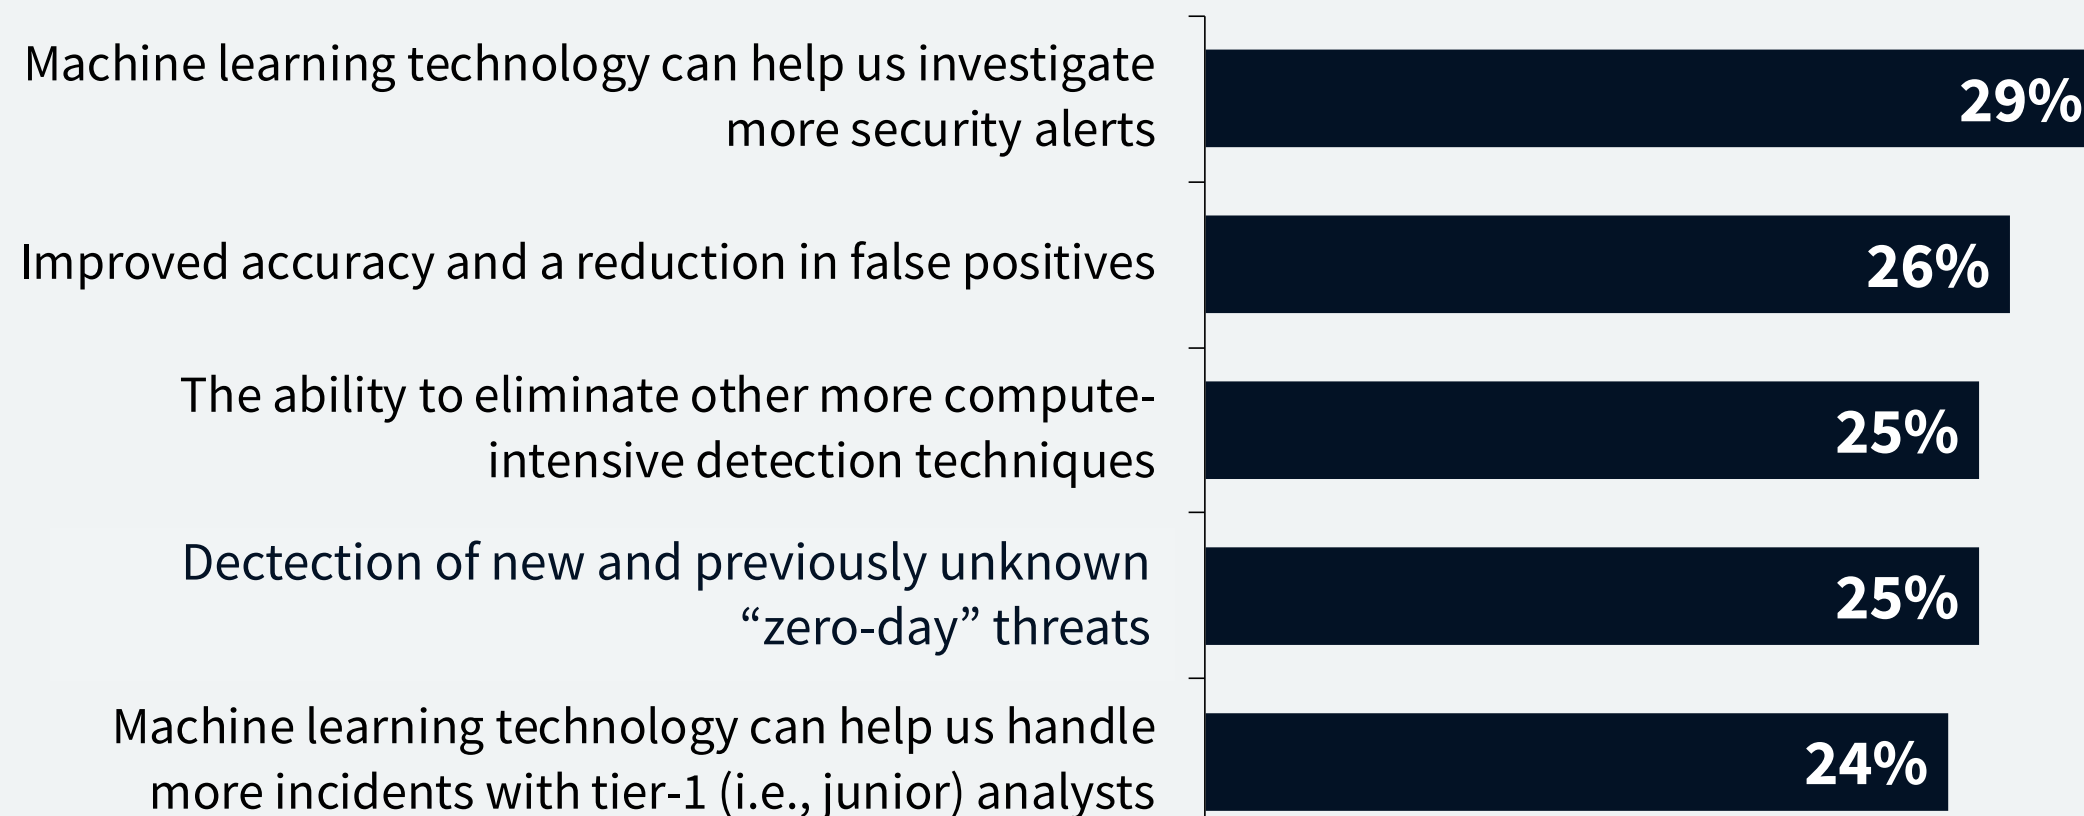 Machine learning technology can help us investigate
more security alerts
29%
Improved accuracy and a reduction in false positives
26%
The ability to eliminate other more compute-
intensive detection techniques
25%
Dectection of new and previously unknown
“zero-day” threats
25%
Machine learning technology can help us handle
more incidents with tier-1 (i.e., junior) analysts
24%